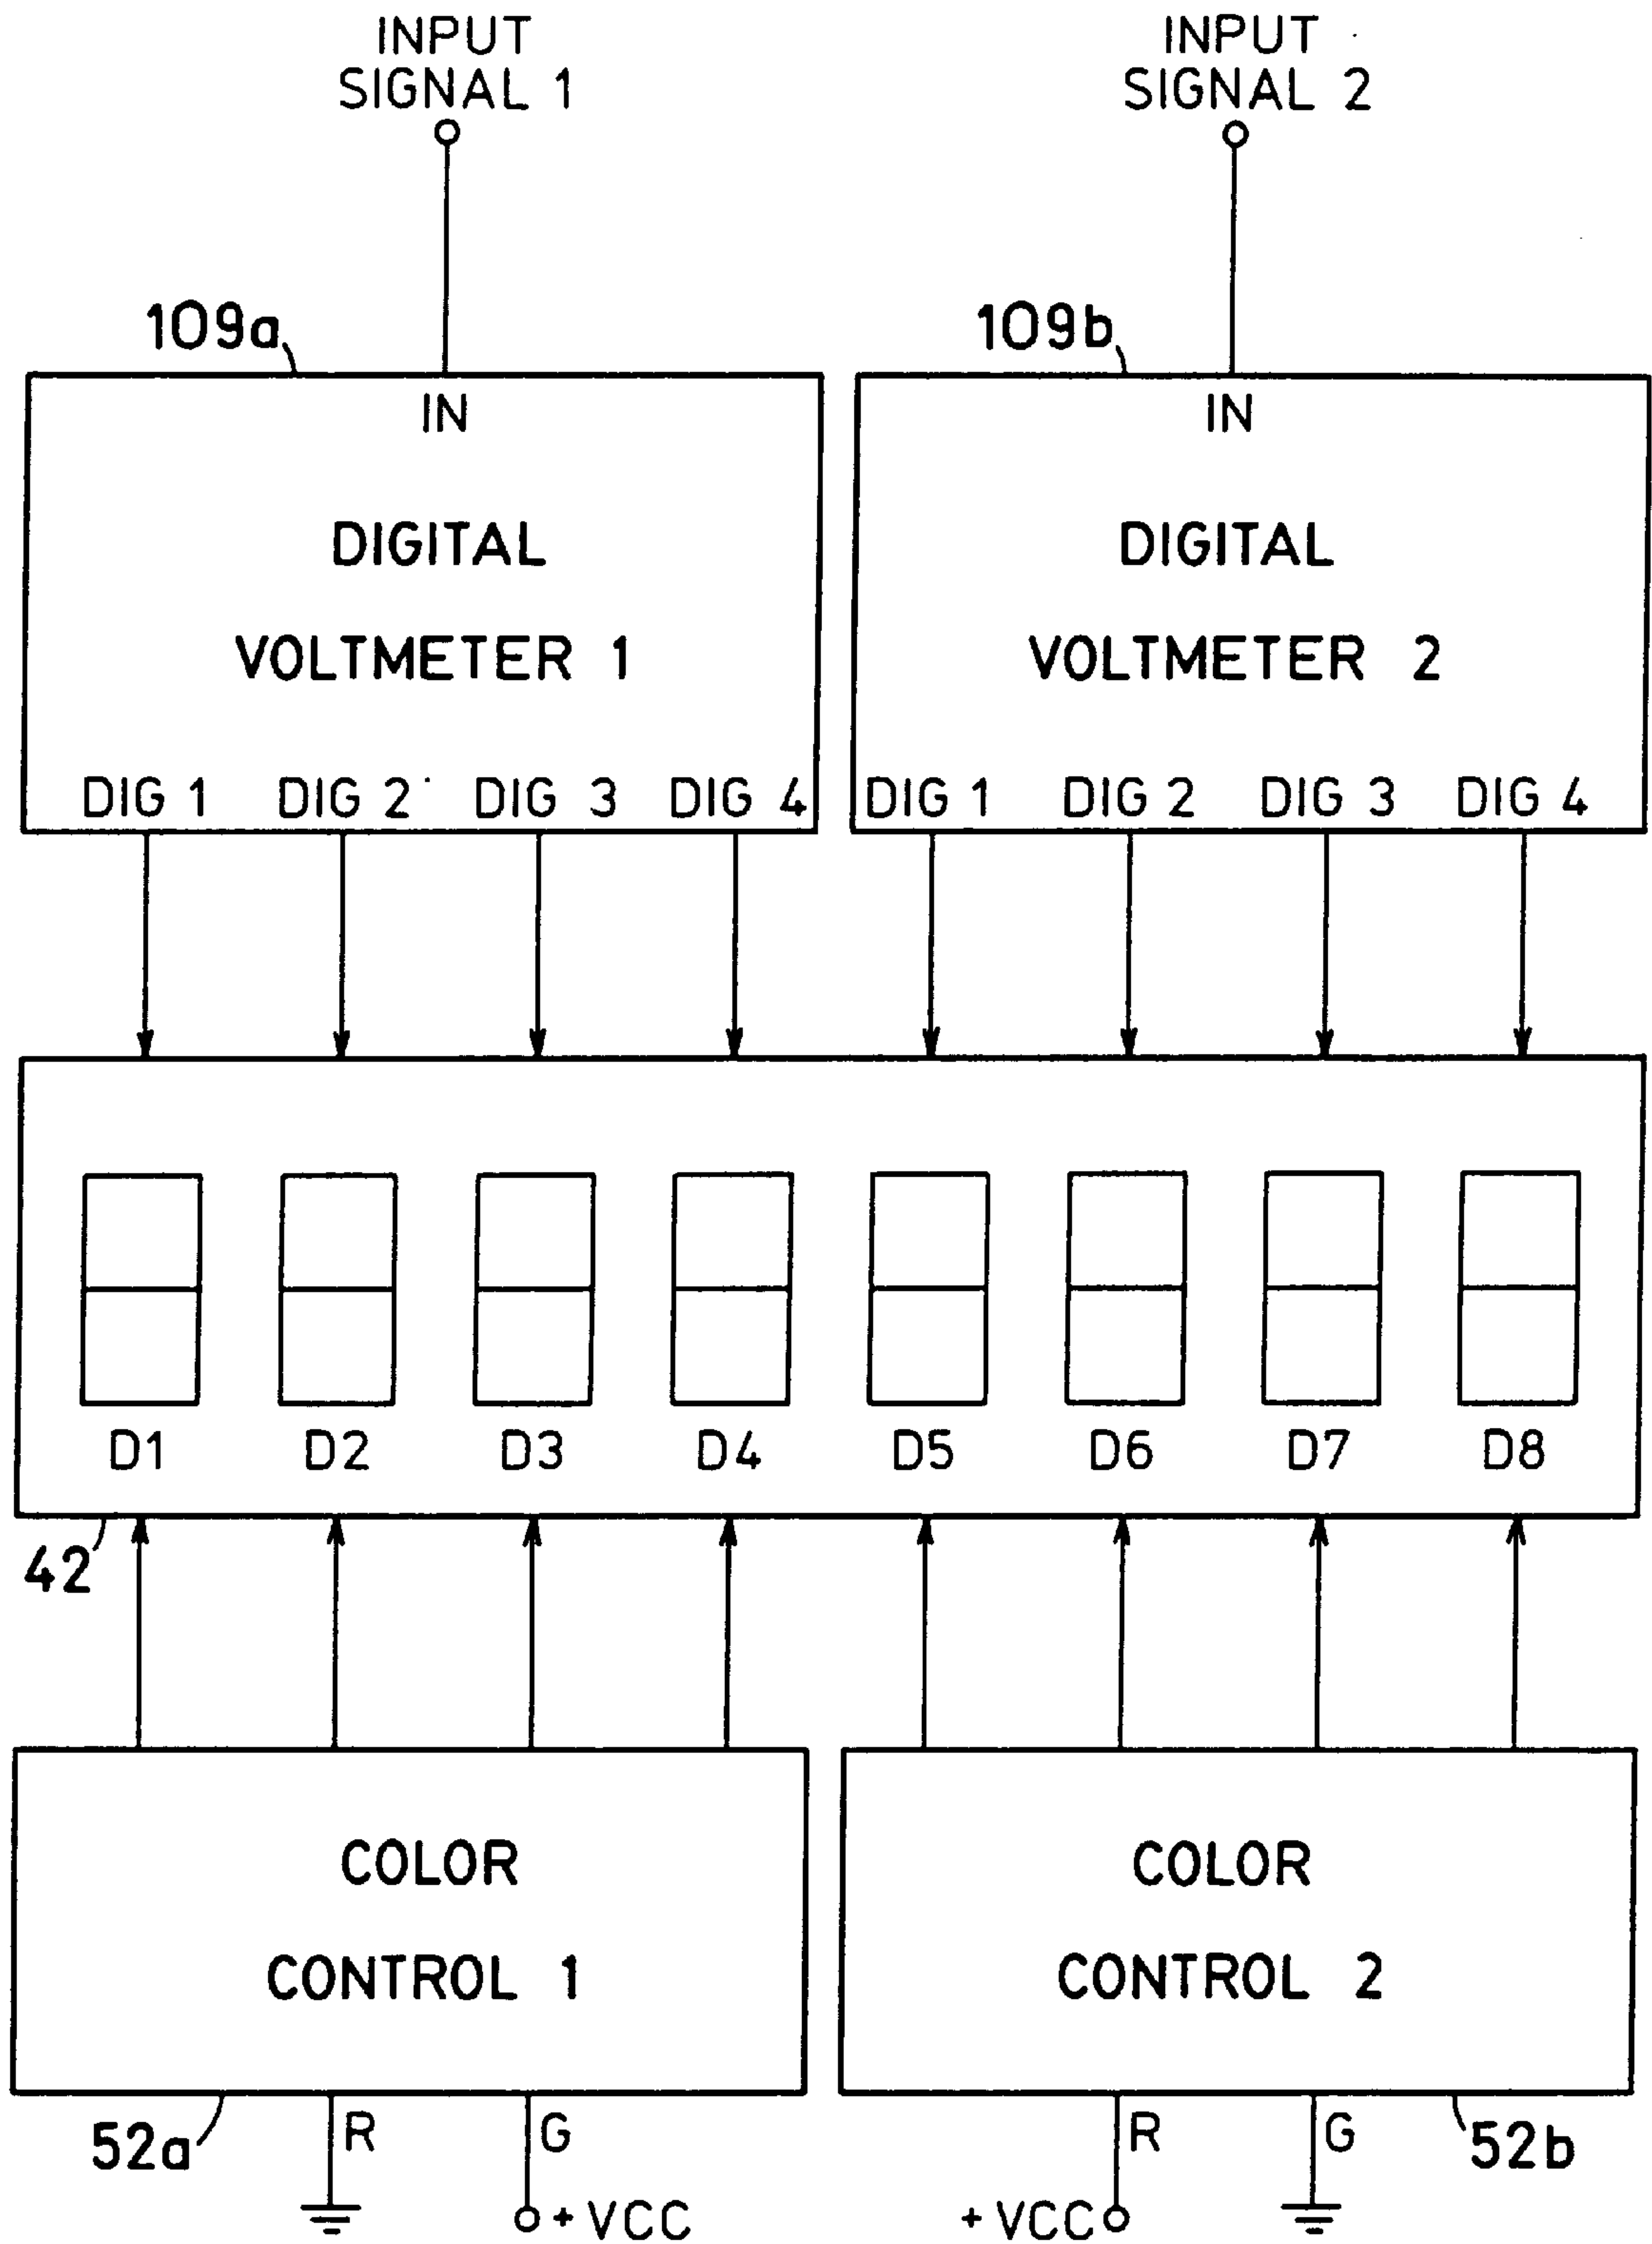 INPUT
SIGNAL 1
INPUT
SIGNAL 2
109a
109b
IN
DIGITAL
VOLTMETER 1
DIG 1 DIG 2 DIG 3 DIG 4
IN
DIGITAL
VOLTMETER 2
DIG 1 DIG 2 DIG 3 DIG 4
D1 D2 D3 D4 D5 D6 D7 D8
42
COLOR
CONTROL 1
COLOR
CONTROL 2
52a
R
G
+ VCC
R
G
+ VCC
52b